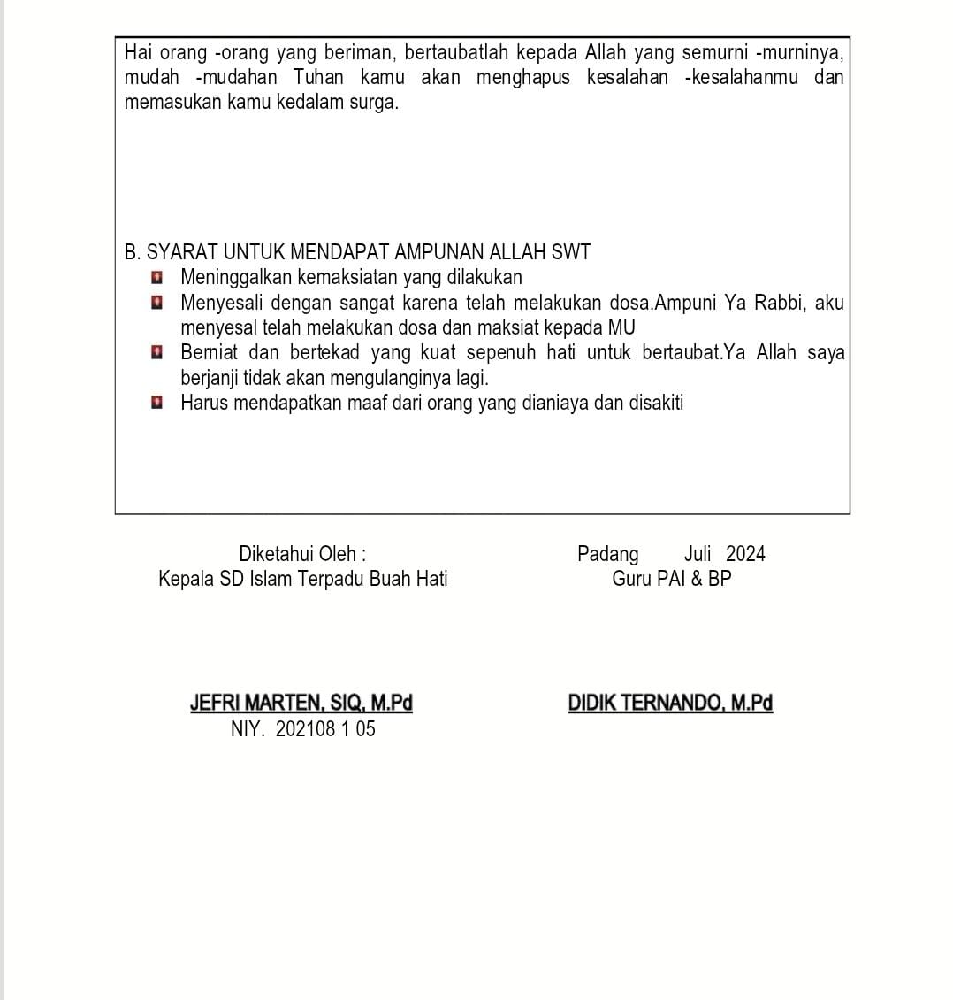 Hai orang -orang yang beriman, bertaubatlah kepada Allah yang semurni -murninya,
mudah -mudahan Tuhan kamu akan menghapus kesalahan -kesalahanmu dan
memasukan kamu kedalam surga.
B. SYARAT UNTUK MENDAPAT AMPUNAN ALLAH SWT
Meninggalkan kemaksiatan yang dilakukan
Menyesali dengan sangat karena telah melakukan dosa.Ampuni Ya Rabbi, aku
menyesal telah melakukan dosa dan maksiat kepada MU
Berniat dan bertekad yang kuat sepenuh hati untuk bertaubat.Ya Allah saya
berjanji tidak akan mengulanginya lagi.
Harus mendapatkan maaf dari orang yang dianiaya dan disakiti
Diketahui Oleh :
Kepala SD Islam Terpadu Buah Hati
JEFRI MARTEN, SIQ, M.Pd
NIY. 202108 1 05
Padang Juli 2024
Guru PAI & BP
DIDIK TERNANDO, M.Pd